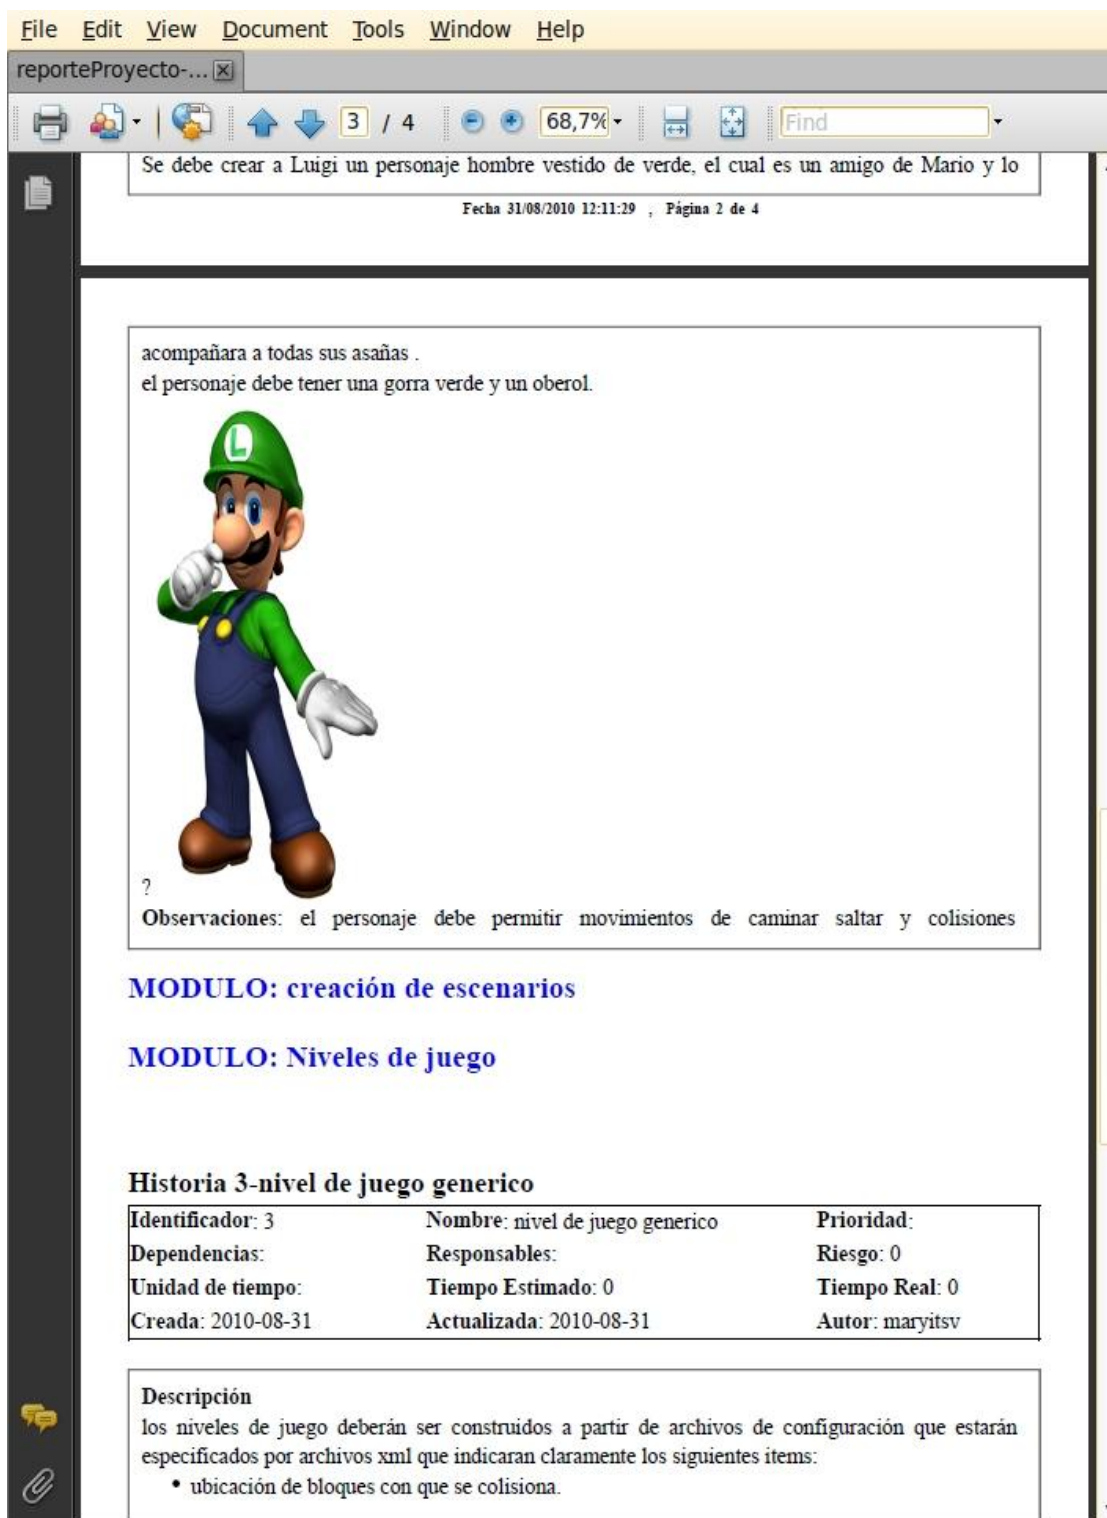 File Edit View Document Tools Window Help
reporteProyecto-...
3 / 4 68,7% Find
Se debe crear a Luigi un personaje hombre vestido de verde, el cual es un amigo de Mario y lo
Fecha 31/08/2010 12:11:29 , Página 2 de 4
acompañara a todas sus asañas .
el personaje debe tener una gorra verde y un oberol.
L
?
Observaciones: el personaje debe permitir movimientos de caminar saltar y colisiones
MODULO: creación de escenarios
MODULO: Niveles de juego
Historia 3-nivel de juego generico
Identificador: 3 Nombre: nivel de juego generico Prioridad:
Dependencias: Responsables: Riesgo: 0
Unidad de tiempo: Tiempo Estimado: 0 Tiempo Real: 0
Creada: 2010-08-31 Actualizada: 2010-08-31 Autor: maryitsv
Descripción
los niveles de juego deberán ser construidos a partir de archivos de configuración que estarán
especificados por archivos xml que indicaran claramente los siguientes items:
• ubicación de bloques con que se colisiona.